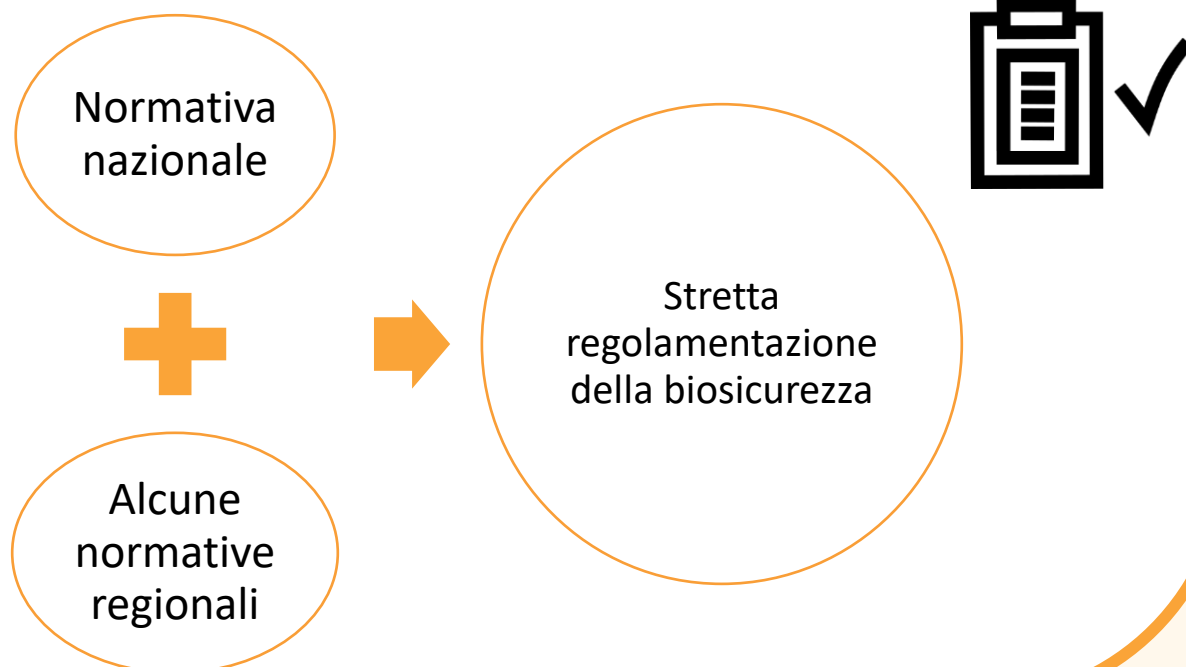 Normativa
nazionale
Alcune
normative
regionali
Stretta
regolamentazione
della biosicurezza